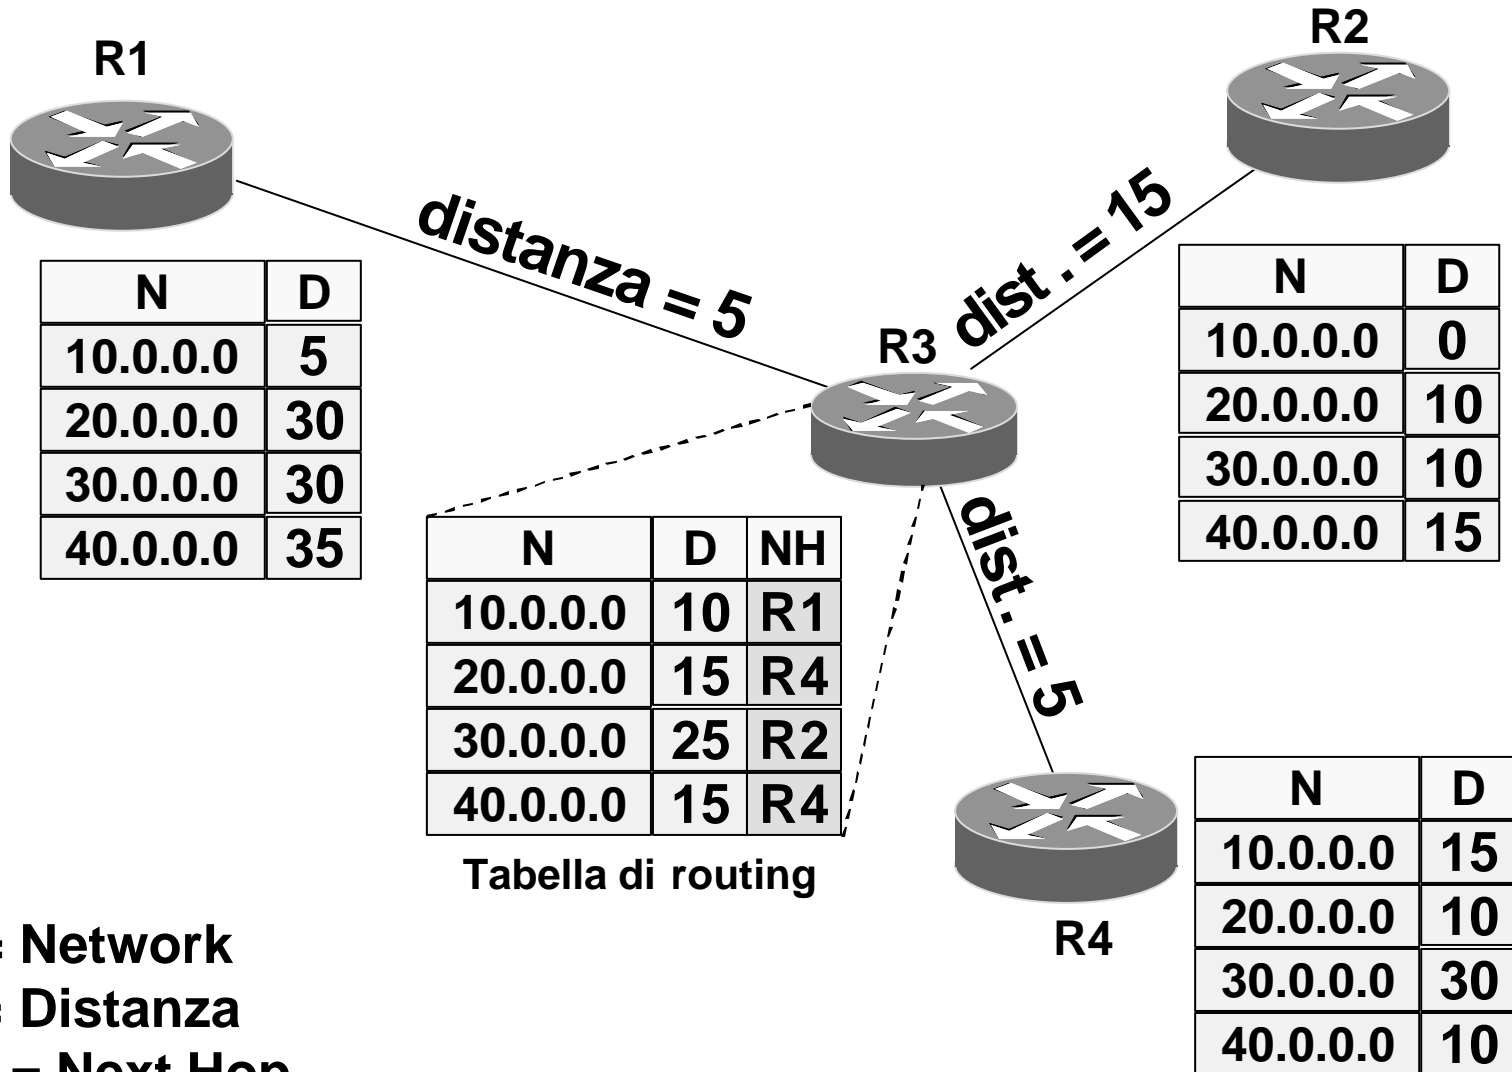 R1
R2
distanza = 5
dist . = 15
N D
10.0.0.0 5
20.0.0.0 30
30.0.0.0 30
40.0.0.0 35
N D
10.0.0.0 0
20.0.0.0 10
30.0.0.0 10
40.0.0.0 15
R3
dist. = 5
N D NH
10.0.0.0 10 R1
20.0.0.0 15 R4
30.0.0.0 25 R2
40.0.0.0 15 R4
Tabella di routing
R4
N D
10.0.0.0 15
20.0.0.0 10
30.0.0.0 30
40.0.0.0 10
= Network
= Distanza
= Next Hop